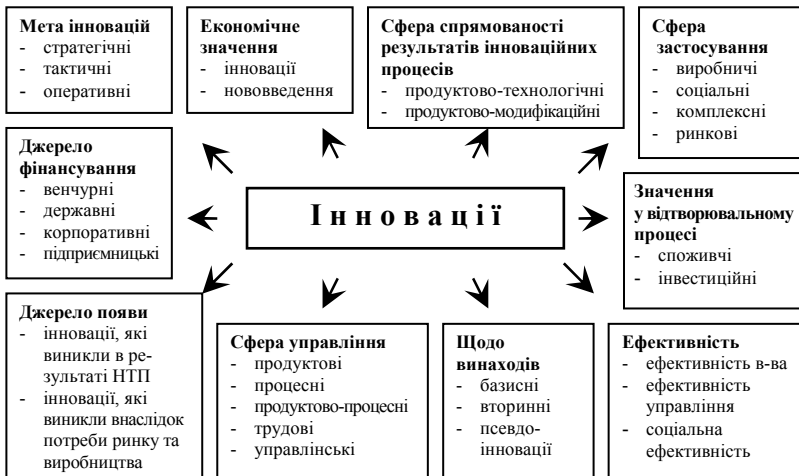 Мета інновацій
- стратегічні
- тактичні
- оперативні
Економічне
значення
- інновації
- нововведення
Сфера спрямованості
результатів інноваційних
процесів
- продуктово-технологічні
- продуктово-модифікаційні
Сфера
застосування
- виробничі
- соціальні
- комплексні
- ринкові
Джерело
фінансування
- венчурні
- державні
- корпоративні
- підприємницькі
Інновації
Значення
у відтворювальному
процесі
- споживчі
- інвестиційні
Джерело появи
- інновації, які
виникли в ре-
зультаті НТП
- інновації, які
виникли внаслідок
потреби ринку та
виробництва
Сфера управління
- продуктові
- процесні
- продуктово-процесні
- трудові
- управлінські
Щодо
винаходів
- базисні
- вторинні
- псевдо-
інновації
Ефективність
- ефективність в-ва
- ефективність
управління
- соціальна
ефективність